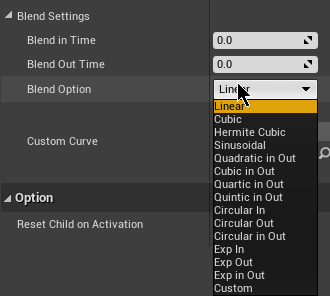 Blend Settings
Blend in Time 0.0
Blend Out Time 0.0
Blend Option Linear
Linear
Cubic
Hermite Cubic
Custom Curve
Sinusoidal
Quadratic in Out
Cubic in Out
Quartic in Out
Quintic in Out
Circular In
Option
Circular Out
Reset Child on Activation
Circular in Out
Exp In
Exp Out
Exp in Out
Custom